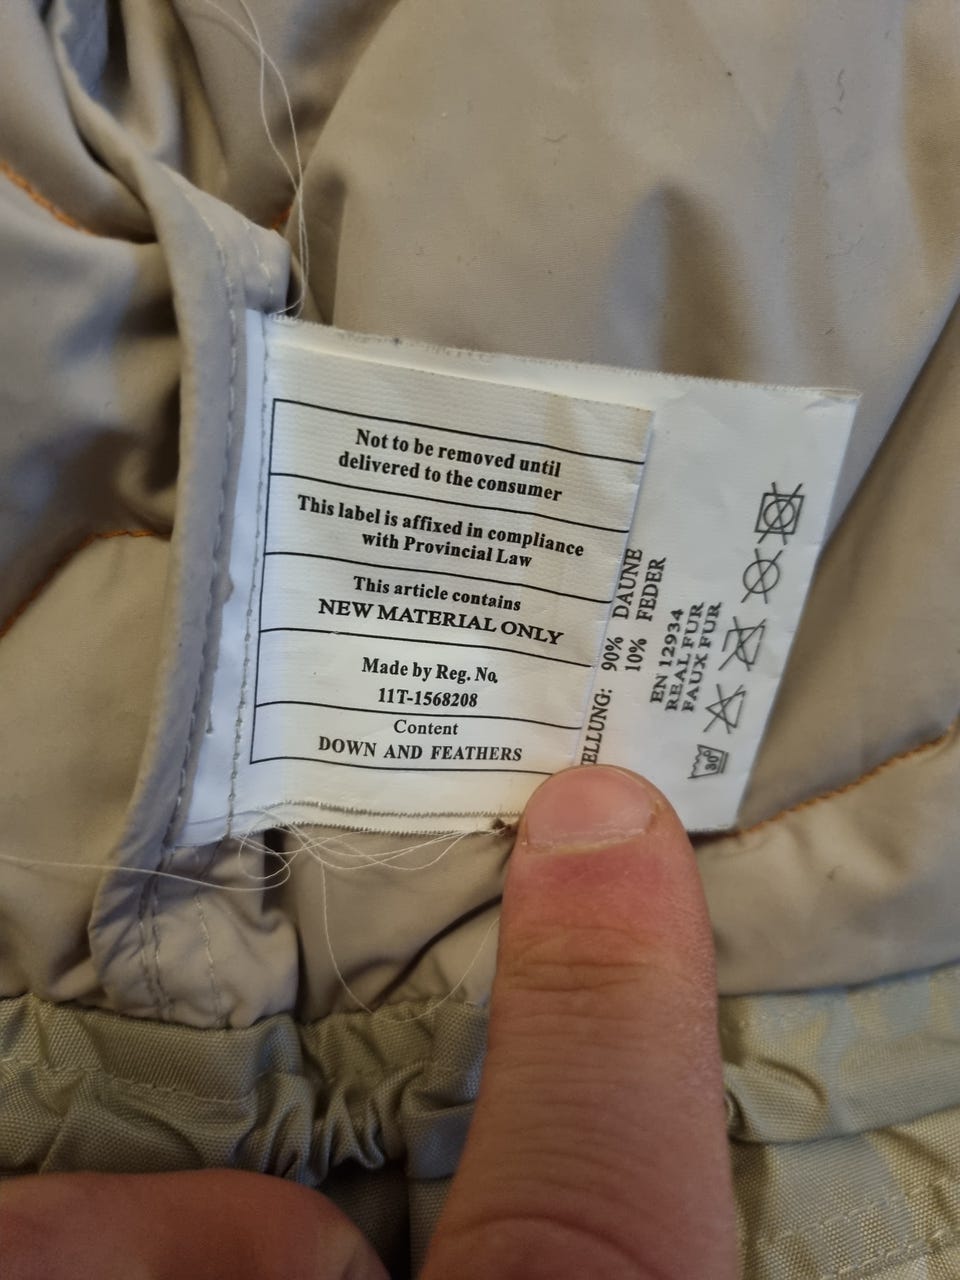 Not to be removed until
delivered to the consumer
This label is affixed in compliance
with Provincial Law
This article contains
NEW MATERIAL ONLY
Made by Reg. No.
11T-1568208
Content
DOWN AND FEATHERS
ELLUNG: 90% DAUNE
10% FEDER
EN 12934
REAL FUR
FAUX FUR
30°